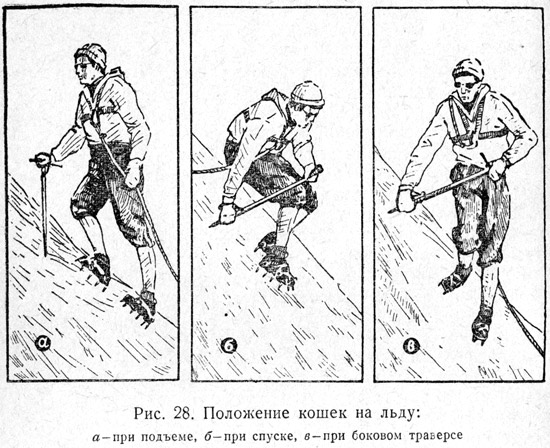 а б в
Рис. 28. Положение кошек на льду:
а—при подъеме, б—при спуске, в—при боковом траверсе